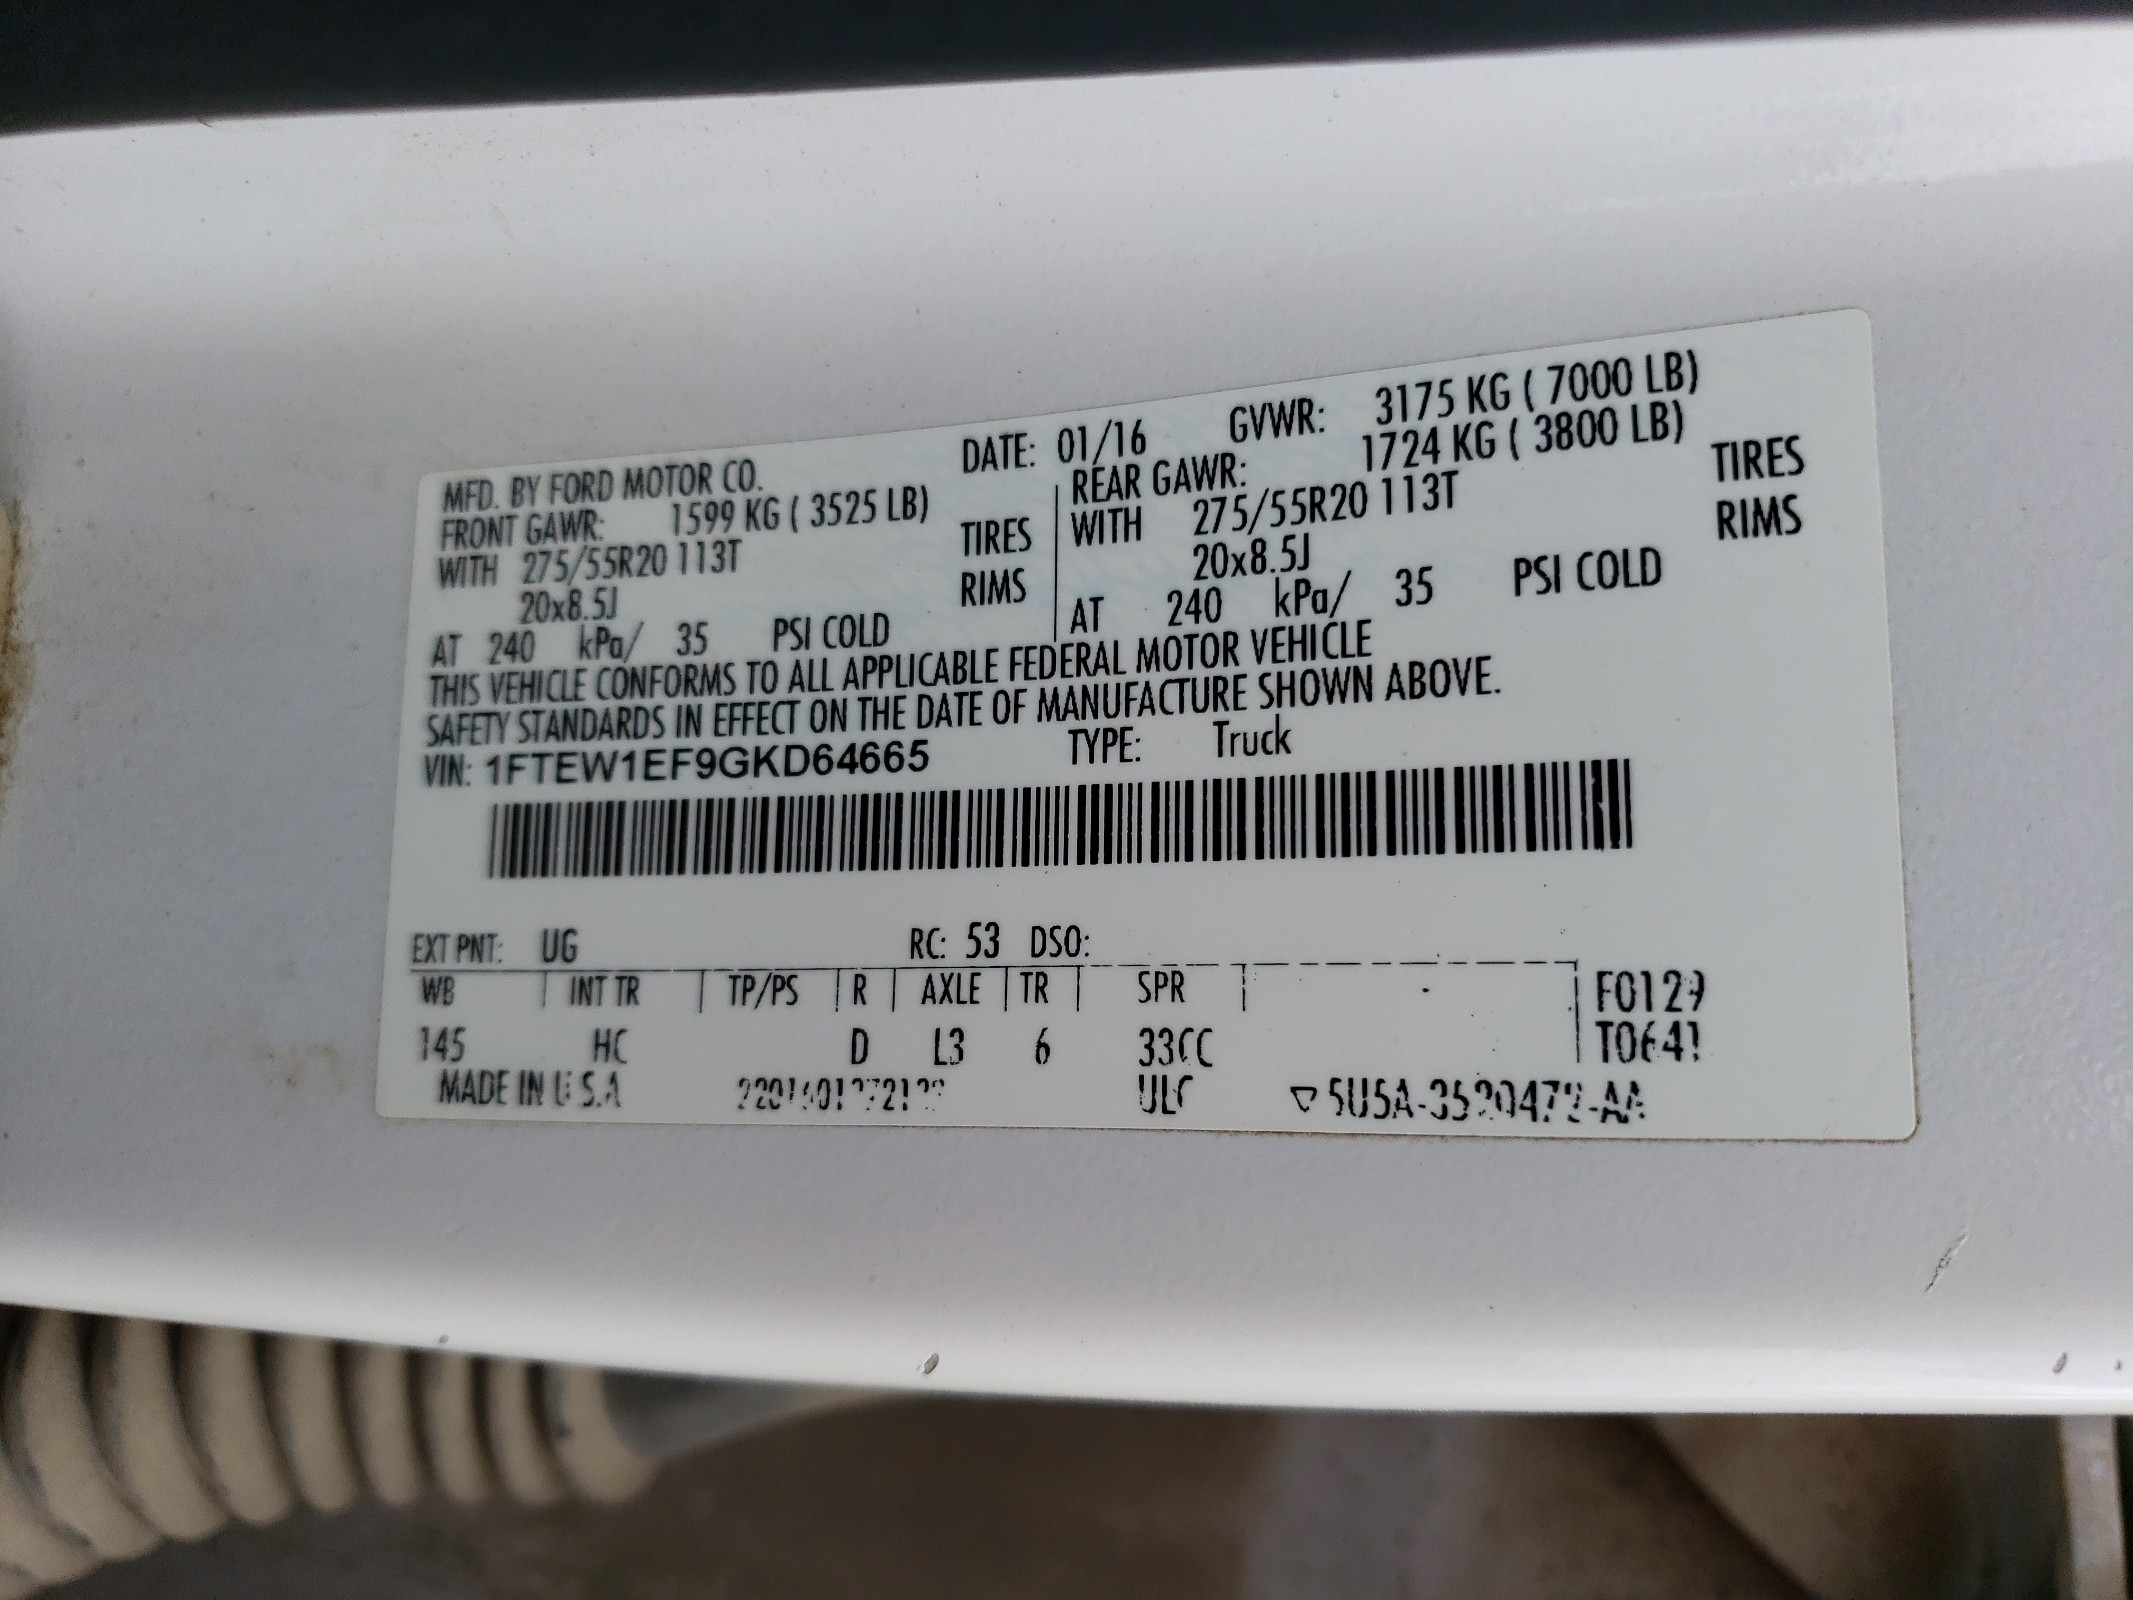 MFD. BY FORD MOTOR CO. DATE: 01/16 GVWR: 3175 KG ( 7000 LB)
FRONT GAWR: 1599 KG ( 3525 LB) REAR GAWR: 1724 KG ( 3800 LB)
WITH 275/55R20 113T TIRES WITH 275/55R20 113T TIRES
20x8.5J RIMS 20x8.5J RIMS
AT 240 kPa/ 35 PSI COLD AT 240 kPa/ 35 PSI COLD
THIS VEHICLE CONFORMS TO ALL APPLICABLE FEDERAL MOTOR VEHICLE
SAFETY STANDARDS IN EFFECT ON THE DATE OF MANUFACTURE SHOWN ABOVE.
VIN: 1FTEW1EF9GKD64665 TYPE: Truck
EXT PNT: UG RC: 53 DSO:
WB INT TR TP/PS R AXLE TR SPR F0129
145 HC D L3 6 33CC T0641
MADE IN U.S.A ULC